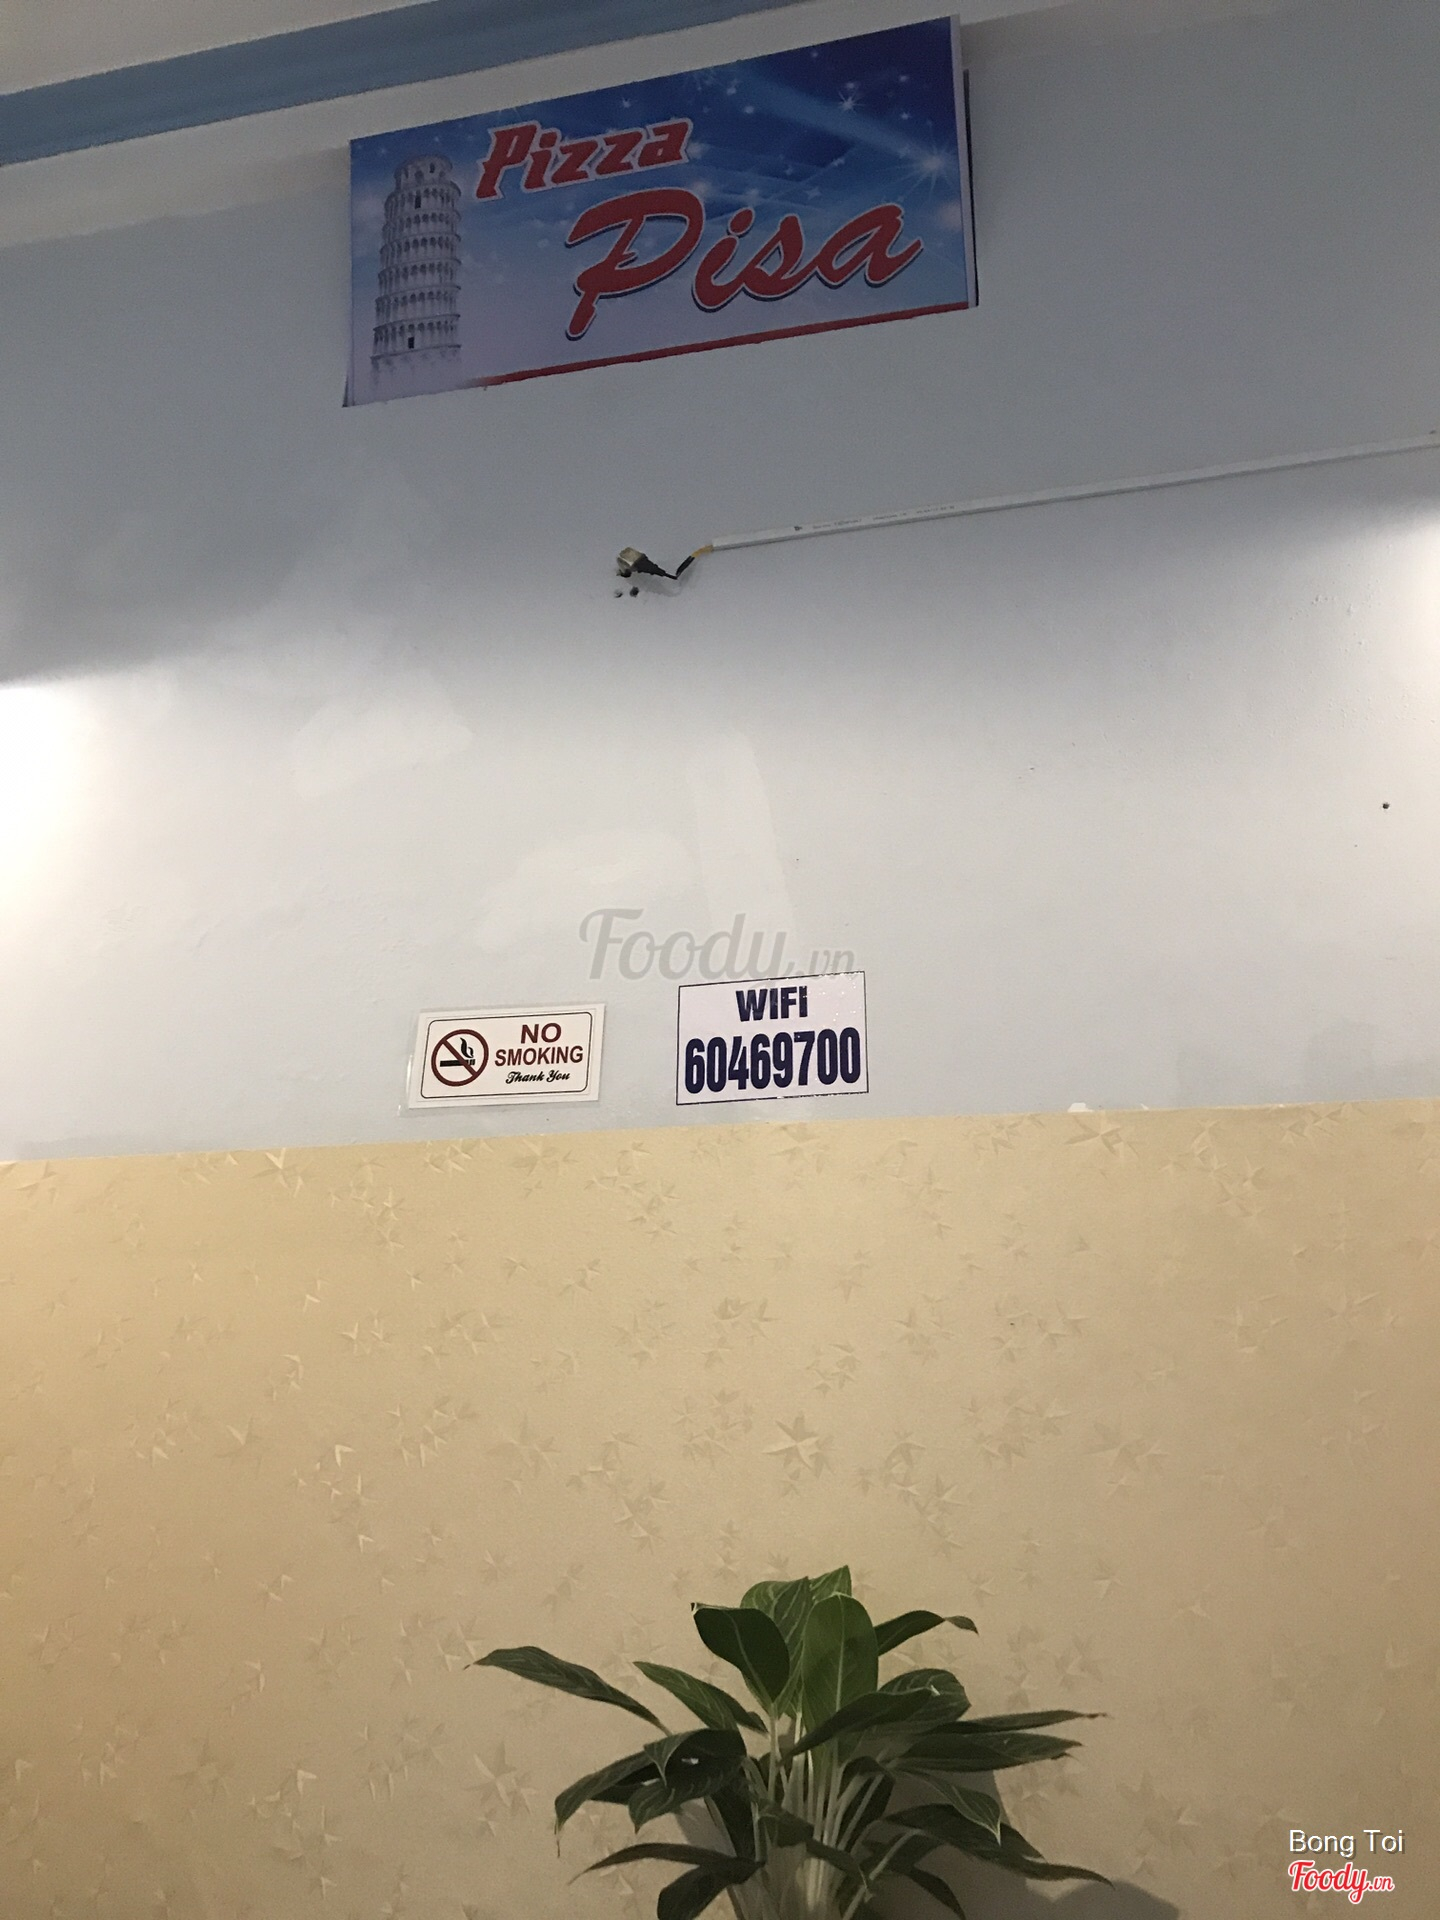 Pizza
Pisa
Foody.vn
NO
SMOKING
Thank You
WIFI
60469700
Bong Toi
Foody.vn